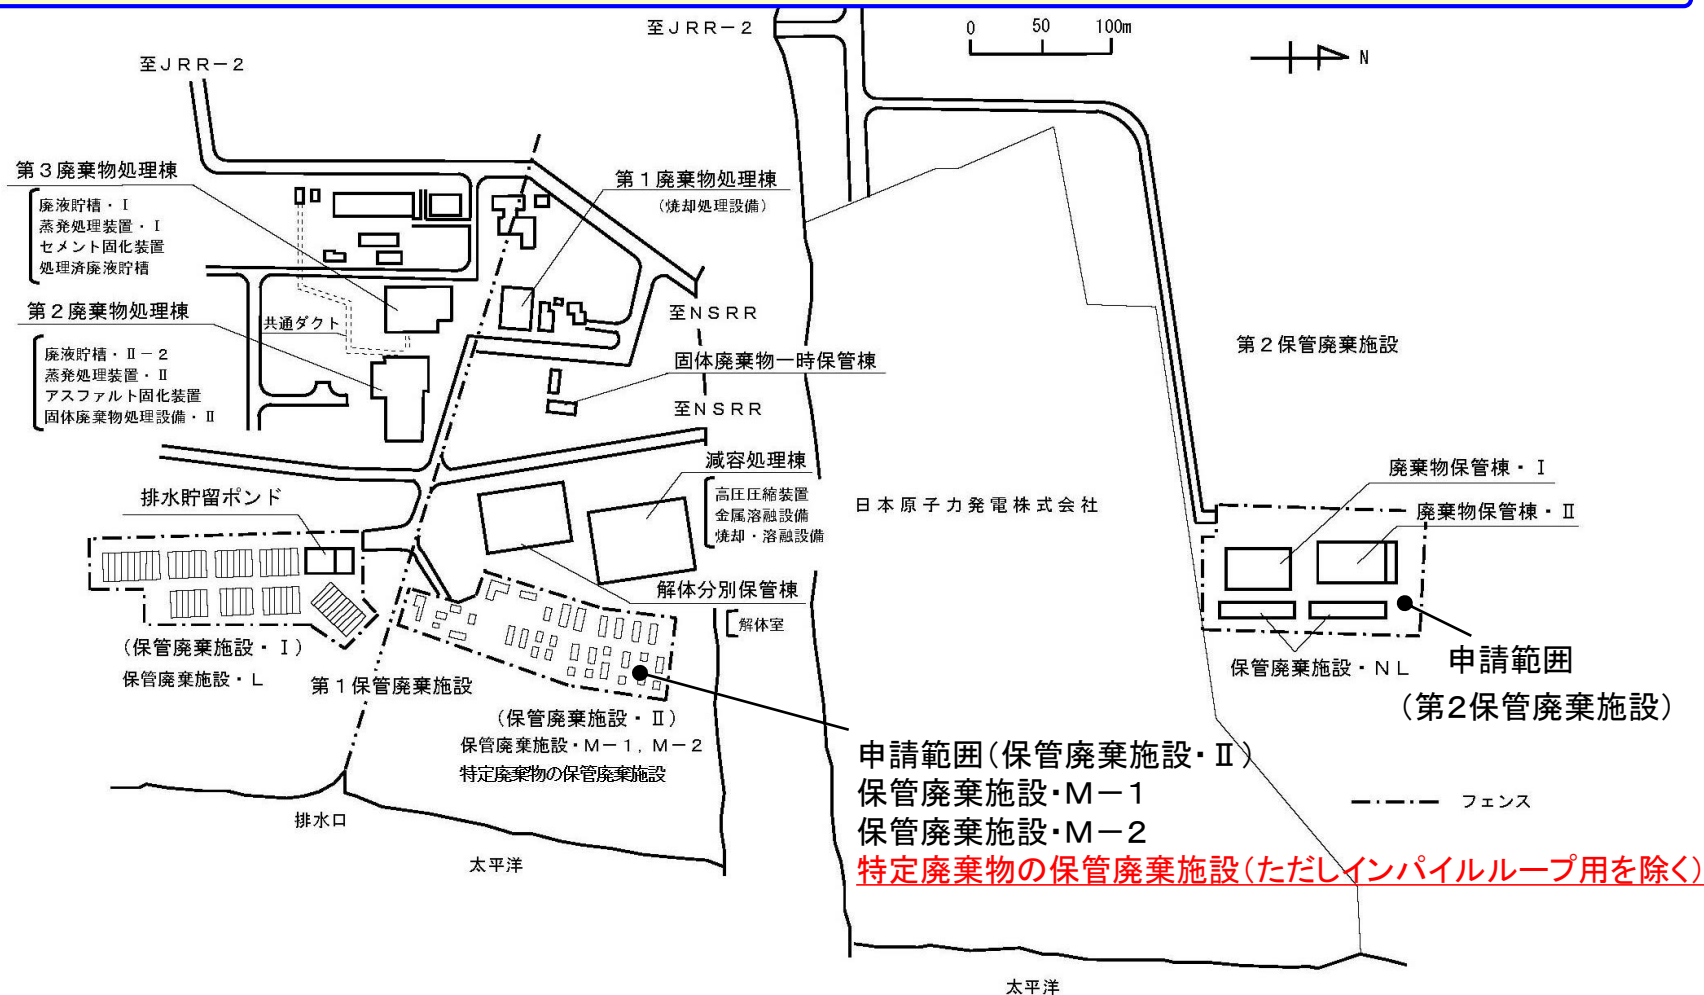 至ＪＲＲ－２
0 50 100m
N
至ＪＲＲ－２
第３廃棄物処理棟
廃液貯槽・Ⅰ
蒸発処理装置・Ⅰ
セメント固化装置
処理済廃液貯槽
第１廃棄物処理棟
（焼却処理設備）
第２廃棄物処理棟
共通ダクト
至ＮＳＲＲ
廃液貯槽・Ⅱ－２
蒸発処理装置・Ⅱ
アスファルト固化装置
固体廃棄物処理設備・Ⅱ
固体廃棄物一時保管棟
至ＮＳＲＲ
第２保管廃棄施設
減容処理棟
高圧圧縮装置
金属溶融設備
焼却・溶融設備
日本原子力発電株式会社
廃棄物保管棟・Ⅰ
廃棄物保管棟・Ⅱ
排水貯留ポンド
解体分別保管棟
解体室
（保管廃棄施設・Ⅰ）
保管廃棄施設・Ｌ
第１保管廃棄施設
（保管廃棄施設・Ⅱ）
保管廃棄施設・Ｍ－１，Ｍ－２
特定廃棄物の保管廃棄施設
保管廃棄施設・ＮＬ
申請範囲
（第2保管廃棄施設）
申請範囲（保管廃棄施設・Ⅱ）
保管廃棄施設・Ｍ－１
保管廃棄施設・Ｍ－２
特定廃棄物の保管廃棄施設（ただしインパイルループ用を除く）
フェンス
排水口
太平洋
太平洋